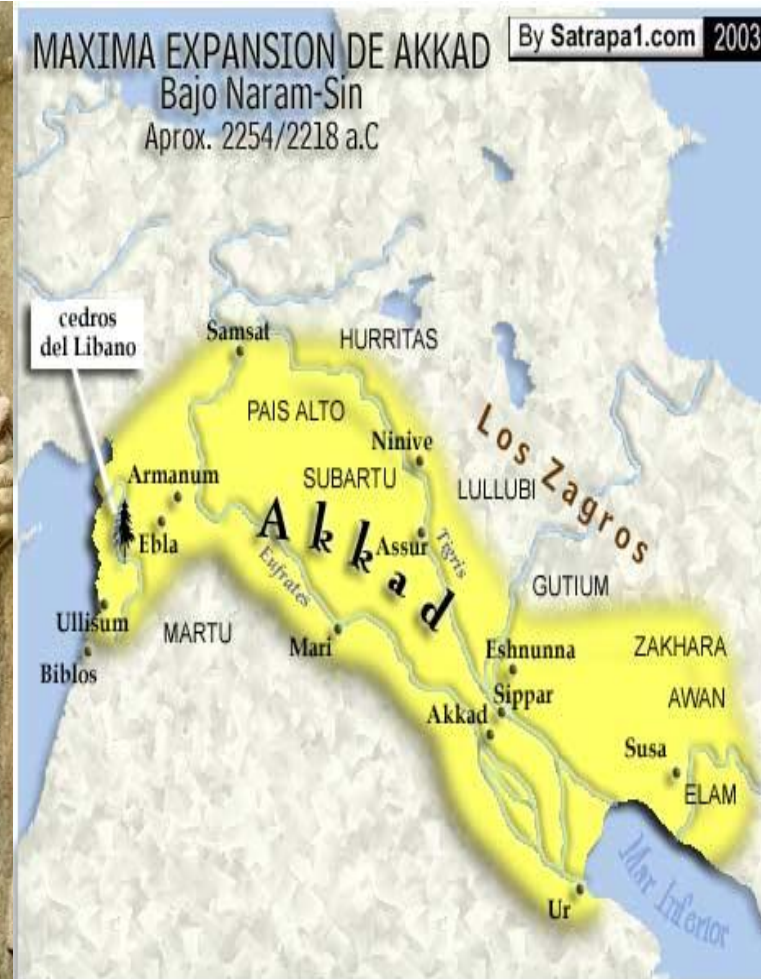 MAXIMA EXPANSION DE AKKAD
By Satrapa1.com 2003
Bajo Naram-Sin
Aprox. 2254/2218 a.C
cedros
del Libano
Samsat
HURRITAS
PAIS ALTO
Los Zagros
Ninive
Armanum
SUBARTU
LULLUBI
Akkad
Ebla
Assur
Tigris
Eufrates
GUTIUM
Ullisum
MARTU
Mari
Eshnunna
ZAKHARA
Biblos
Sippar
AWAN
Akkad
Susa
ELAM
Mar Inferior
Ur